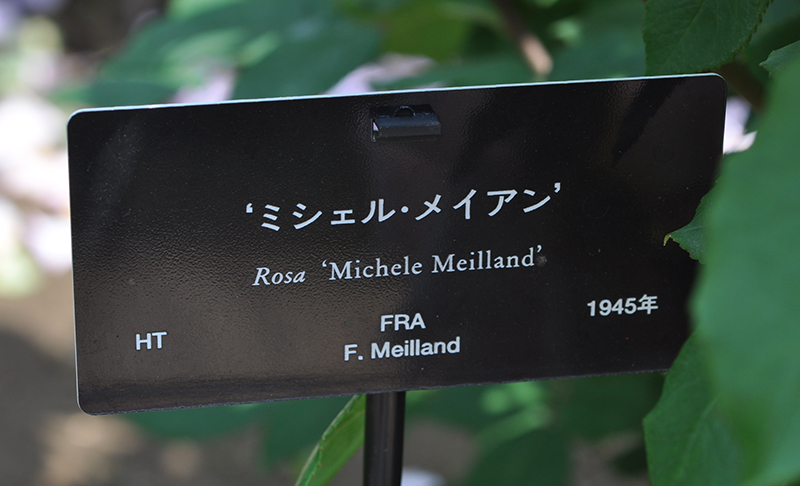 ‘ミシェル・メイアン’
Rosa ‘Michele Meilland’
HT
FRA
1945年
F. Meilland